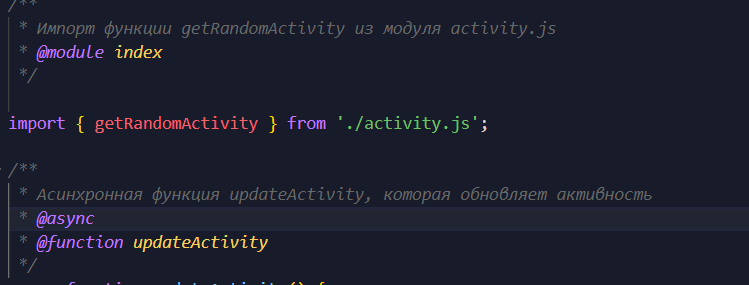 /**
* Импорт функции getRandomActivity из модуля activity.js
* @module index
*/
import { getRandomActivity } from './activity.js';
/**
* Асинхронная функция updateActivity, которая обновляет активность
* @async
* @function updateActivity
*/